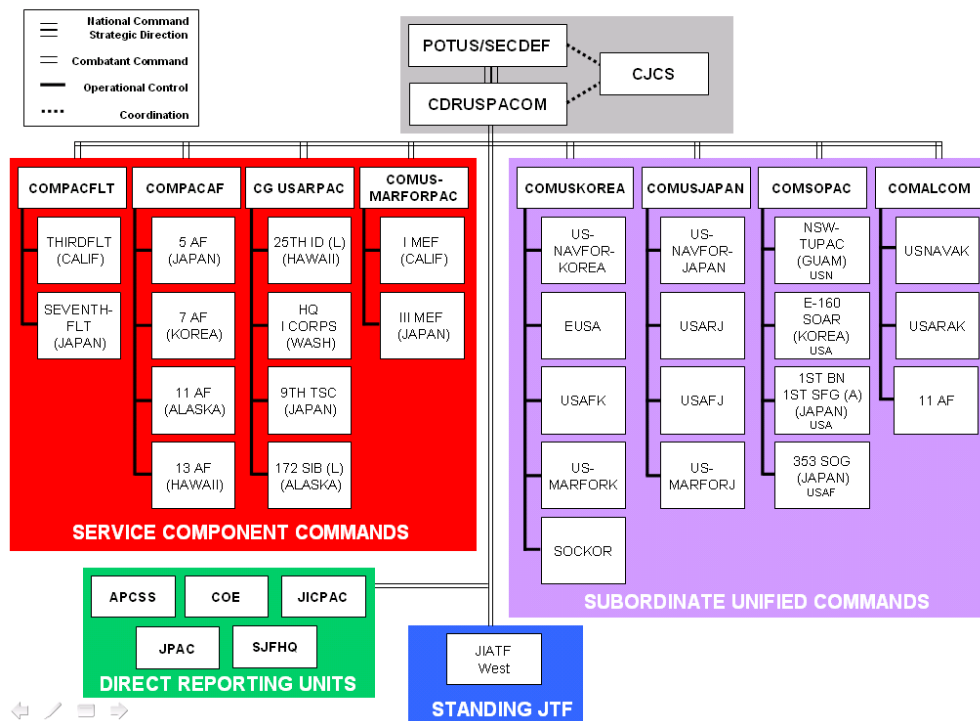 National Command
Strategic Direction
Combatant Command
Operational Control
Coordination
POTUS/SECDEF
CJCS
CDRUSPACOM
COMPACFLT
THIRDFLT
(CALIF)
SEVENTH-
FLT
(JAPAN)
COMPACAF
5 AF
(JAPAN)
7 AF
(KOREA)
11 AF
(ALASKA)
13 AF
(HAWAII)
CG USARPAC
25TH ID (L)
(HAWAII)
HQ
I CORPS
(WASH)
9TH TSC
(JAPAN)
172 SIB (L)
(ALASKA)
COMUS-
MARFORPAC
I MEF
(CALIF)
III MEF
(JAPAN)
SERVICE COMPONENT COMMANDS
COMUSKOREA
US-
NAVFOR-
KOREA
EUSA
USAFK
US-
MARFORK
SOCKOR
COMUSJAPAN
US-
NAVFOR-
JAPAN
USARJ
USAFJ
US-
MARFORJ
COMSOPAC
NSW-
TUPAC
(GUAM)
USN
E-160
SOAR
(KOREA)
USA
1ST BN
1ST SFG (A)
(JAPAN)
USA
353 SOG
(JAPAN)
USAF
COMALCOM
USNAVAK
USARAK
11 AF
SUBORDINATE UNIFIED COMMANDS
APCSS
COE
JICPAC
JPAC
SJFHQ
DIRECT REPORTING UNITS
JIATF
West
STANDING JTF